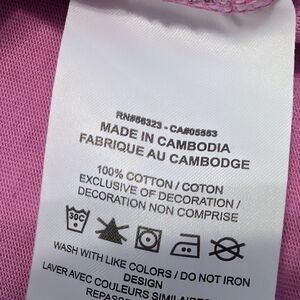 RN#56323 - CA#05553
MADE IN CAMBODIA
FABRIQUE AU CAMBODGE
100% COTTON / COTON
EXCLUSIVE OF DECORATION /
DECORATION NON COMPRISE
30C
WASH WITH LIKE COLORS / DO NOT IRON
DESIGN
LAVER AVEC COULEURS SIMILAIRES
REPASSE